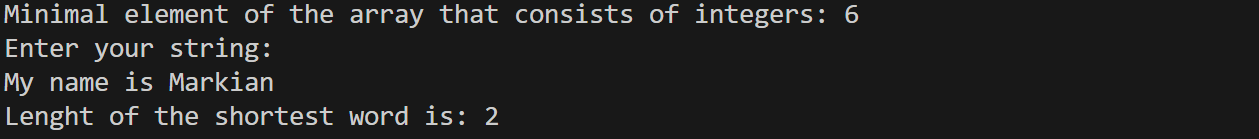 Minimal element of the array that consists of integers: 6
Enter your string:
My name is Markian
Lenght of the shortest word is: 2